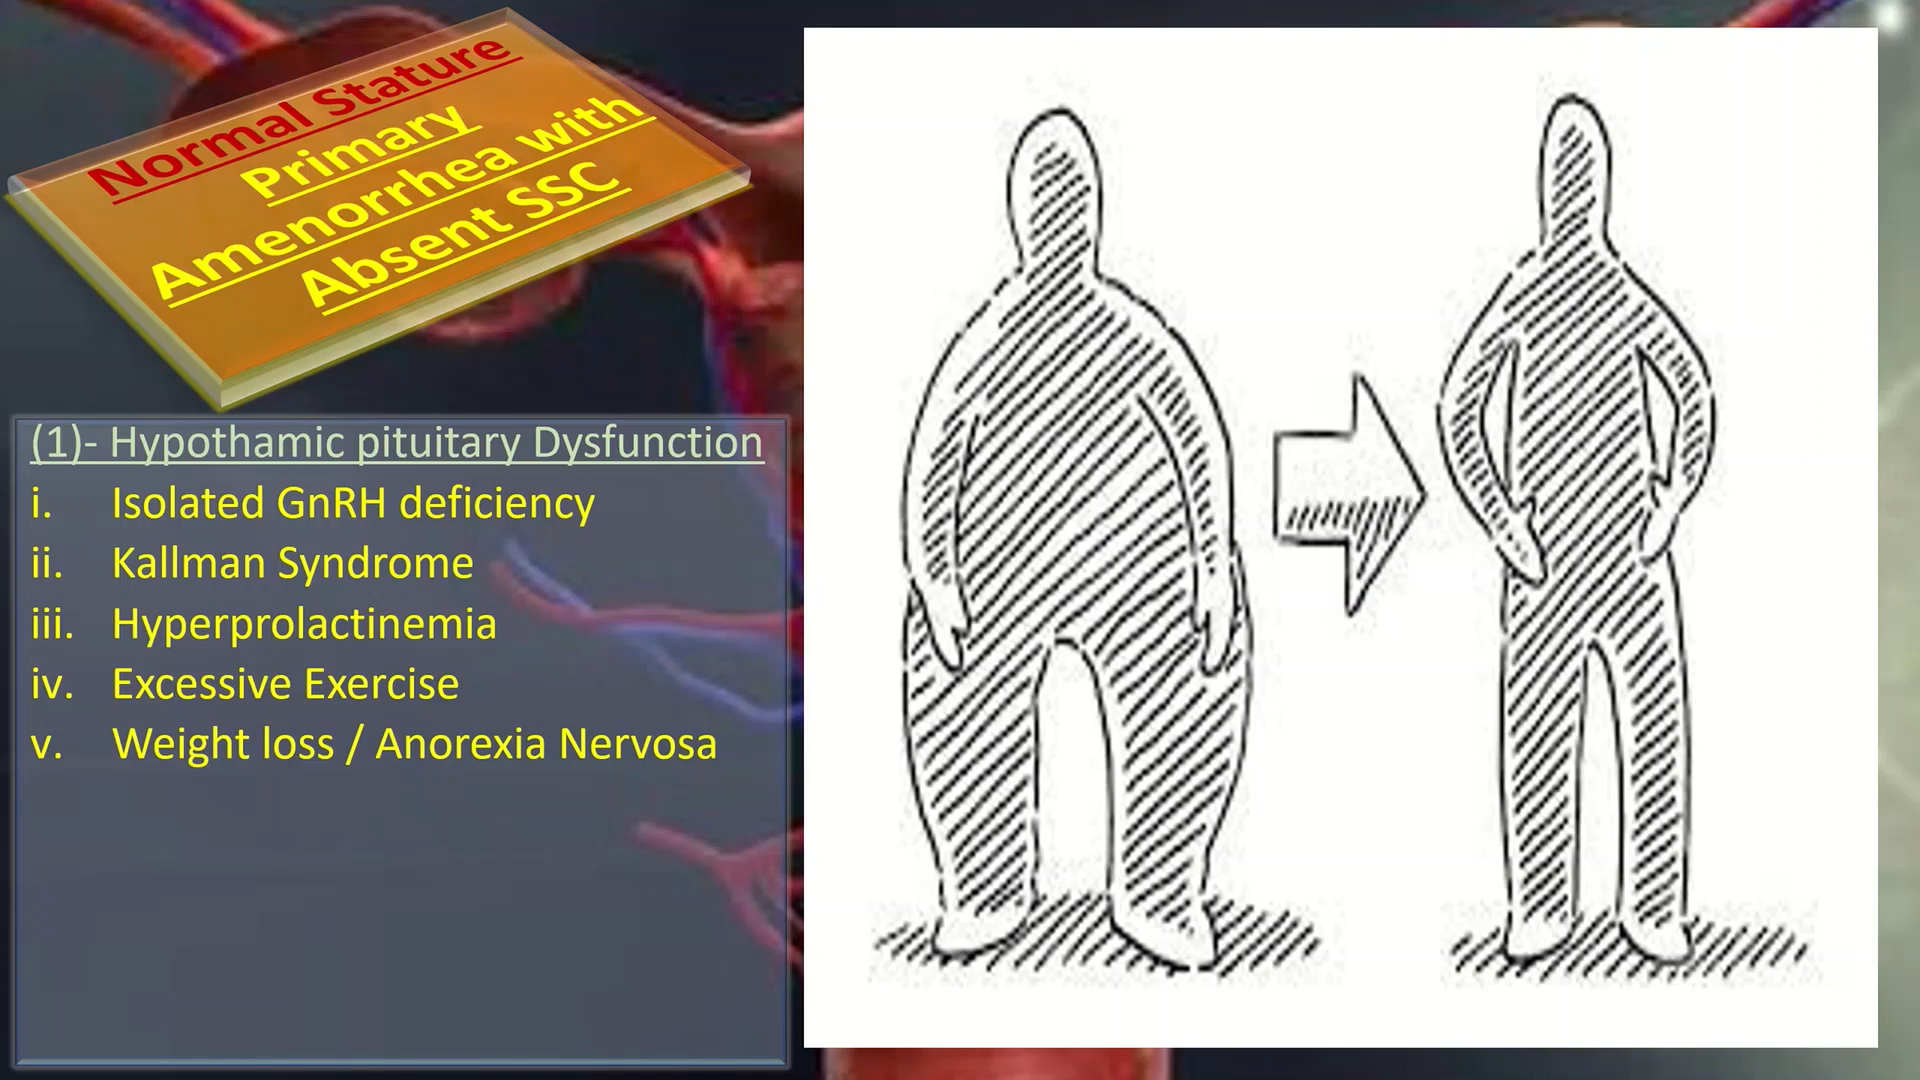 Normal Stature
Primary
Amenorrhea with
Absent SSC
(1)- Hypothamic pituitary Dysfunction
i. Isolated GnRH deficiency
ii. Kallman Syndrome
iii. Hyperprolactinemia
iv. Excessive Exercise
v. Weight loss / Anorexia Nervosa